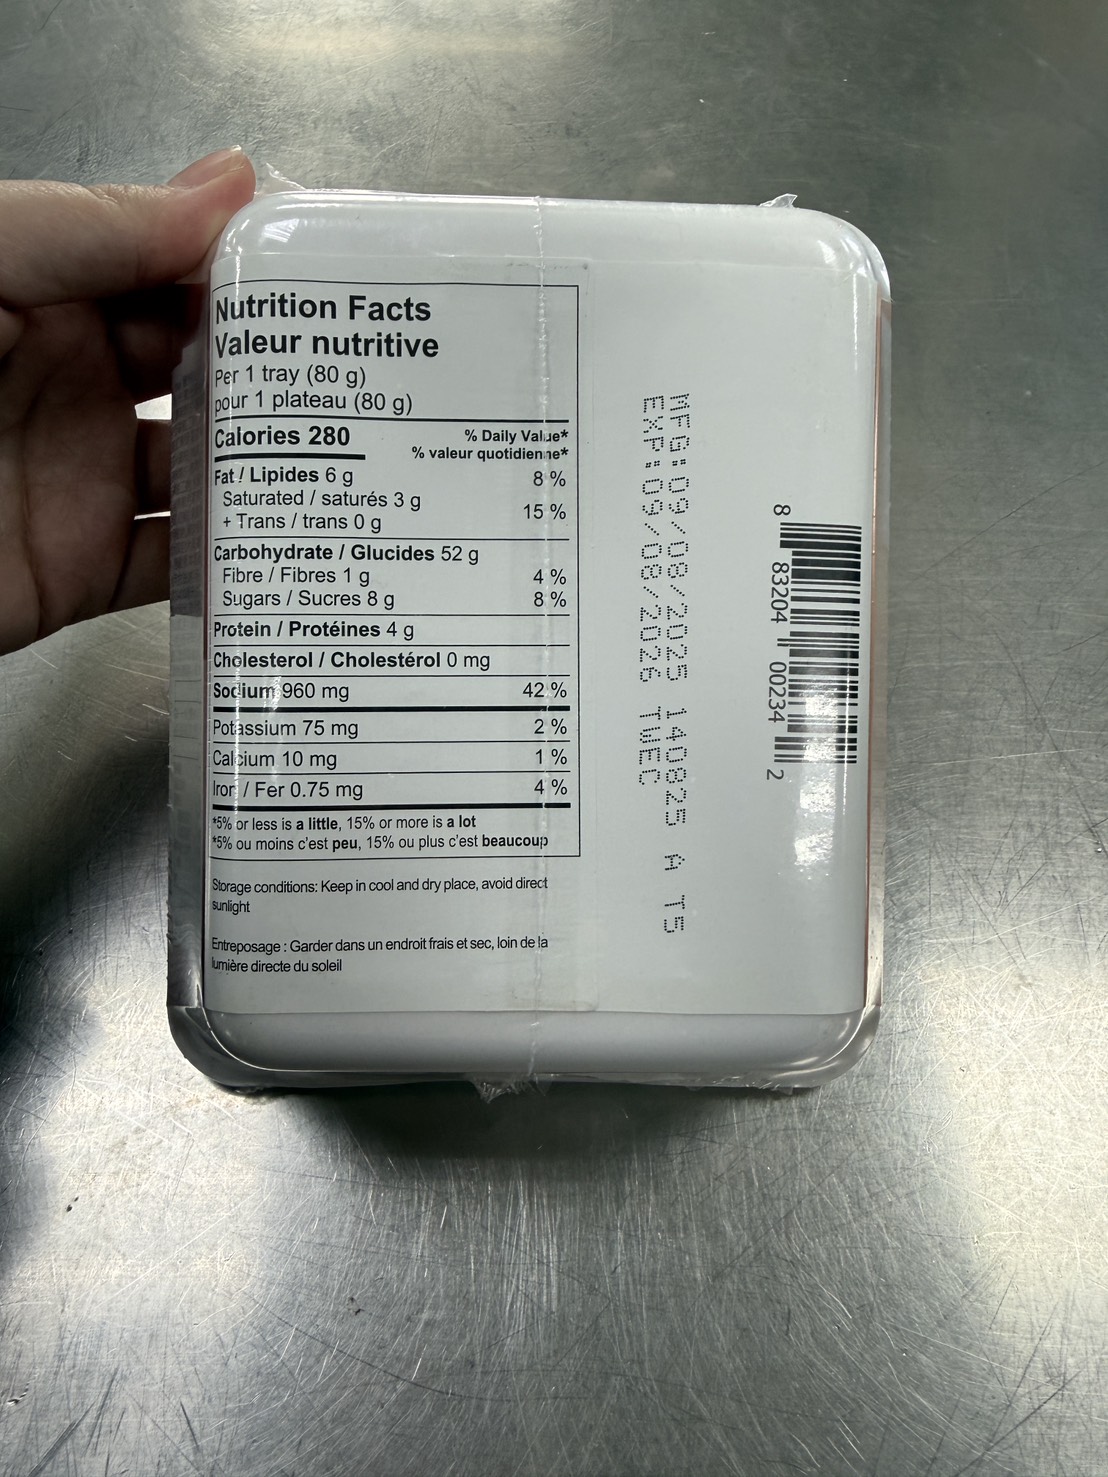 Nutrition Facts
Valeur nutritive
Per 1 tray (80 g)
pour 1 plateau (80 g)
Calories 280
% Daily Value*
% valeur quotidienne*
Fat / Lipides 6 g 8 %
Saturated / saturés 3 g
+ Trans / trans 0 g 15 %
Carbohydrate / Glucides 52 g
Fibre / Fibres 1 g 4 %
Sugars / Sucres 8 g 8 %
Protein / Protéines 4 g
Cholesterol / Cholestérol 0 mg
Sodium 960 mg 42 %
Potassium 75 mg 2 %
Calcium 10 mg 1 %
Iron / Fer 0.75 mg 4 %
*5% or less is a little, 15% or more is a lot
*5% ou moins c'est peu, 15% ou plus c'est beaucoup
Storage conditions: Keep in cool and dry place, avoid direct
sunlight
Entreposage : Garder dans un endroit frais et sec, loin de la
lumière directe du soleil
MFG:09/08/2025 140825 A T5
EXP:09/08/2026 TWEC
8 83204 00234 2